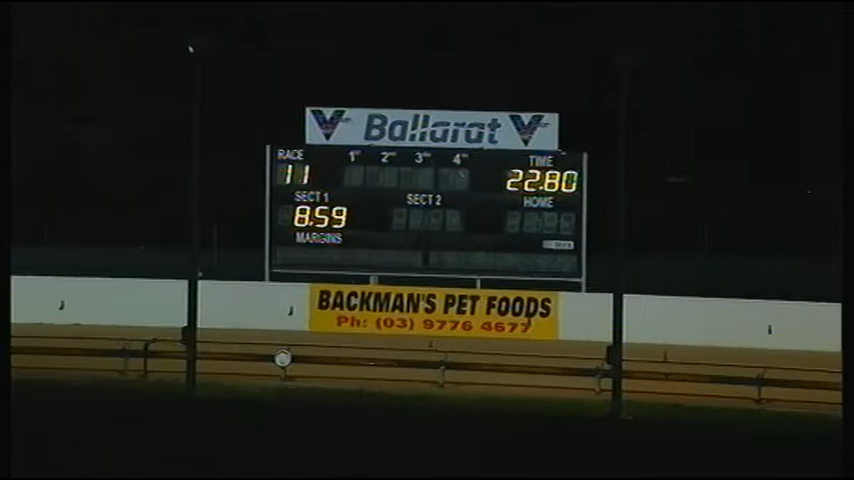 Ballarat
RACE 1ST 2ND 3RD 4TH TIME
11 22.80
SECT 1 SECT 2 HOME
8.59
MARGINS
BACKMAN'S PET FOODS
Ph: (03) 9776 4677